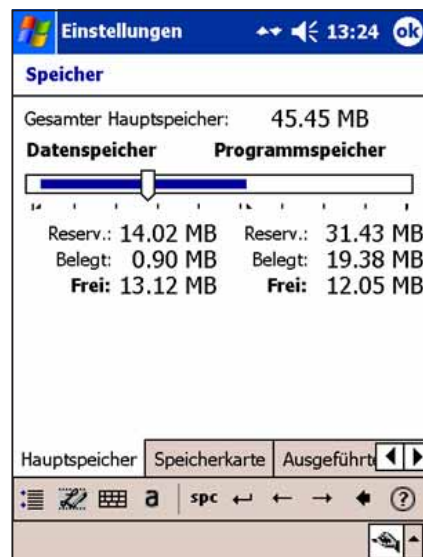 Einstellungen 13:24 ok
Speicher
Gesamter Hauptspeicher: 45.45 MB
Datenspeicher Programmspeicher
Reserv.: 14.02 MB Reserv.: 31.43 MB
Belegt: 0.90 MB Belegt: 19.38 MB
Frei: 13.12 MB Frei: 12.05 MB
Hauptspeicher Speicherkarte Ausgeführt
a spc ?